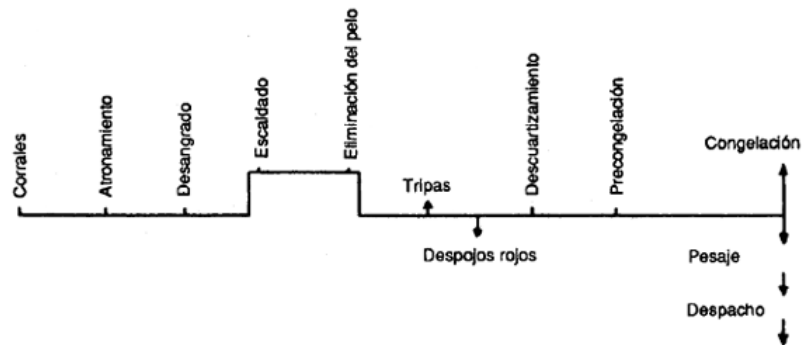 Corrales
Atronamiento
Desangrado
Escaldado
Eliminación del pelo
Tripas
Despojos rojos
Descuartizamiento
Precongelación
Congelación
Pesaje
Despacho